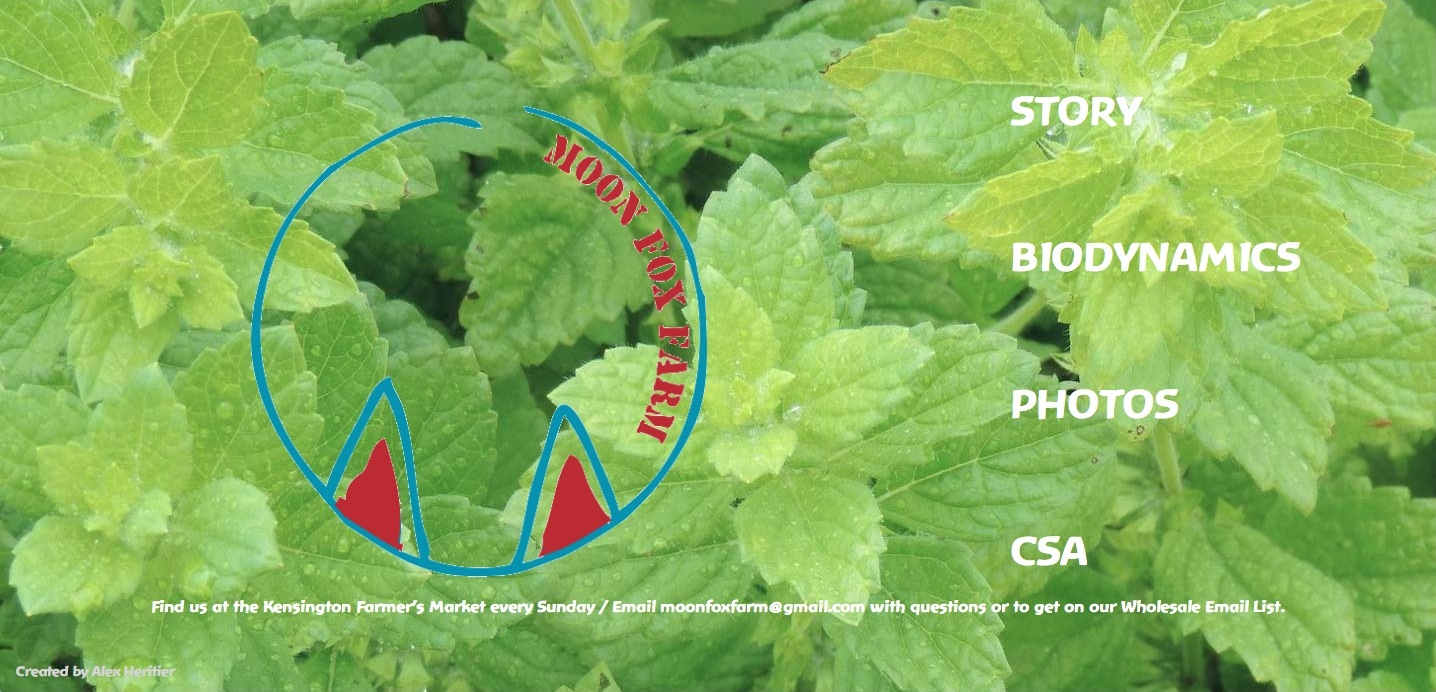 MOON FOX FARM
STORY
BIODYNAMICS
PHOTOS
CSA
Find us at the Kensington Farmer's Market every Sunday / Email moonfoxfarm@gmail.com with questions or to get on our Wholesale Email List.
Created by Alex Heritier